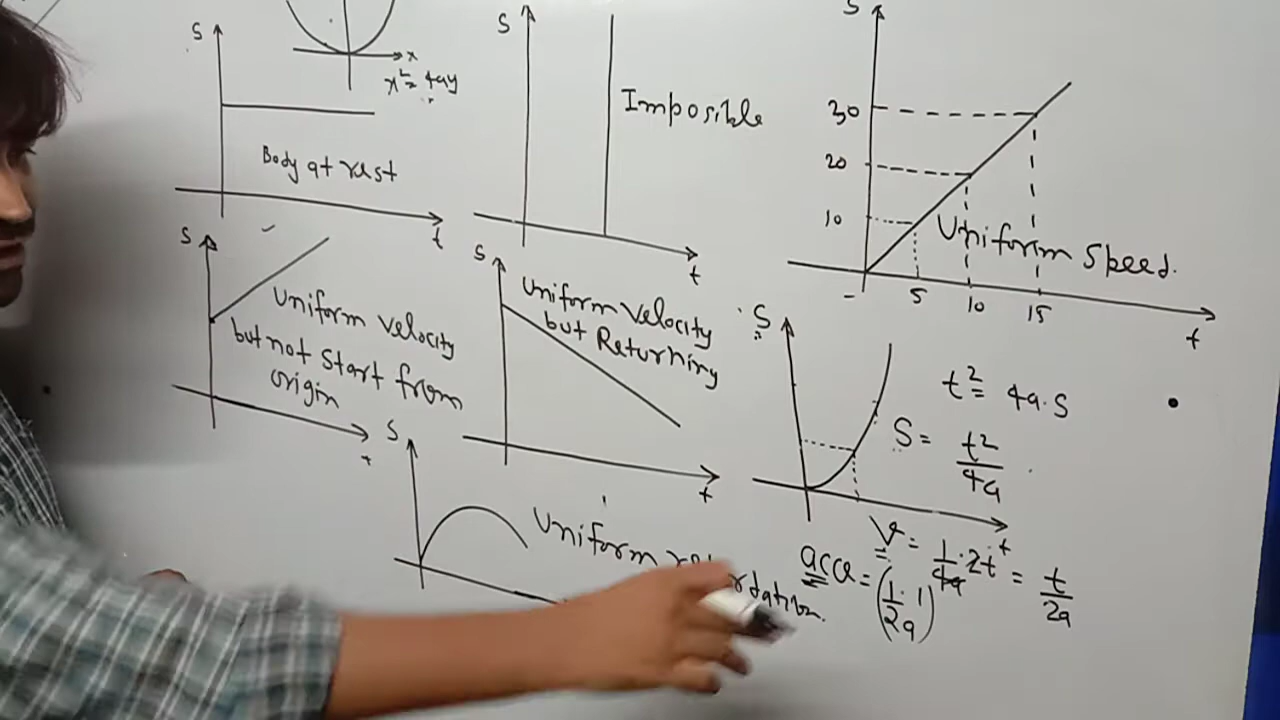 x
x² = 4ay
S
Body at rest
t
S
Imposible
t
S
30
20
10
Uniform Speed.
5 10 15
t
S
Uniform Velocity
but not Start from
origin
t
S
Uniform Velocity
but Returning
t
S
t² = 4a.S
S = t²/4a
t
V = 1/4a . 2t = t/2a
acc = (1/2a . 1)
S
Uniform retardation.